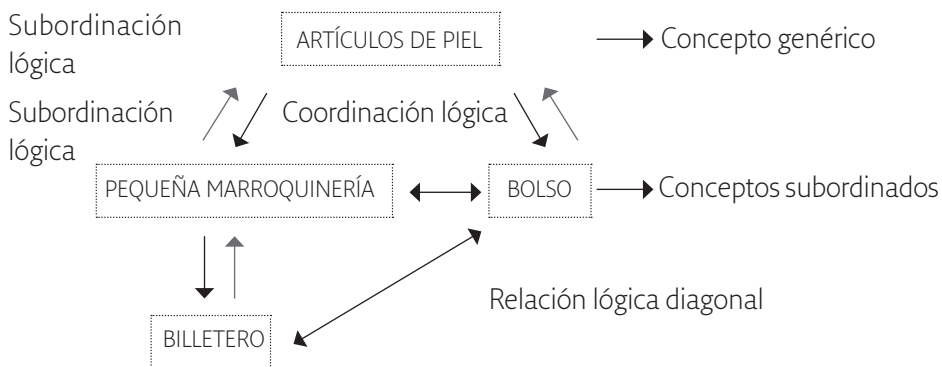 Subordinación
lógica
ARTÍCULOS DE PIEL
Concepto genérico
Subordinación
lógica
Coordinación lógica
PEQUEÑA MARROQUINERÍA
BOLSO
Conceptos subordinados
Relación lógica diagonal
BILLETERO